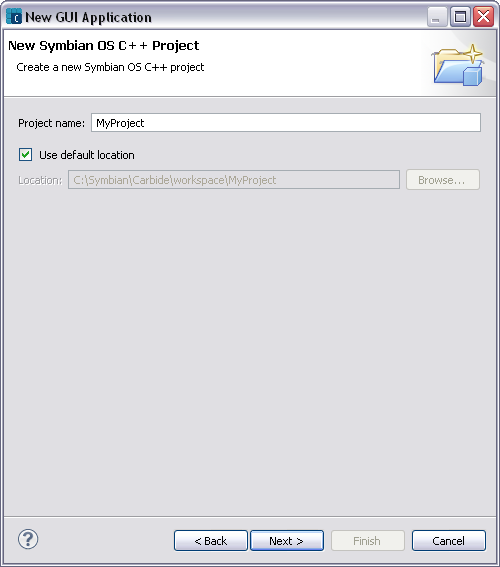 New GUI Application
New Symbian OS C++ Project
Create a new Symbian OS C++ project
Project name: MyProject
Use default location
Location: C:\Symbian\Carbide\workspace\MyProject Browse...
? < Back Next > Finish Cancel